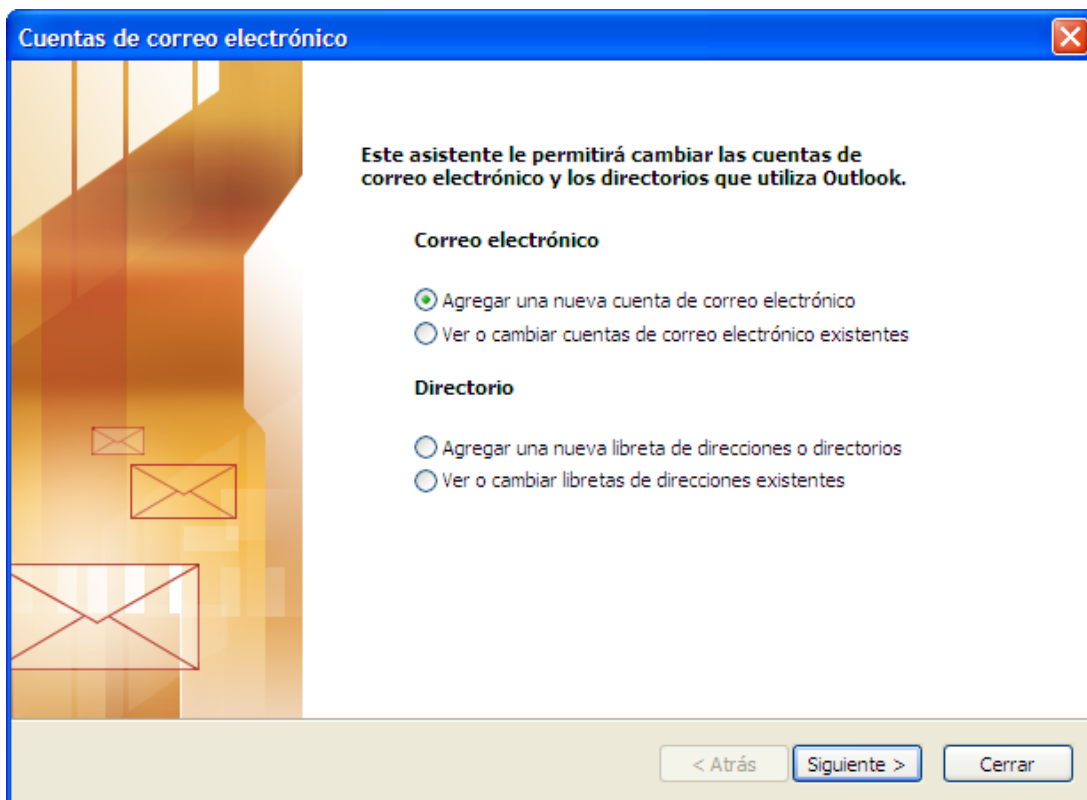 Cuentas de correo electrónico
Este asistente le permitirá cambiar las cuentas de
correo electrónico y los directorios que utiliza Outlook.
Correo electrónico
Agregar una nueva cuenta de correo electrónico
Ver o cambiar cuentas de correo electrónico existentes
Directorio
Agregar una nueva libreta de direcciones o directorios
Ver o cambiar libretas de direcciones existentes
< Atrás
Siguiente >
Cerrar